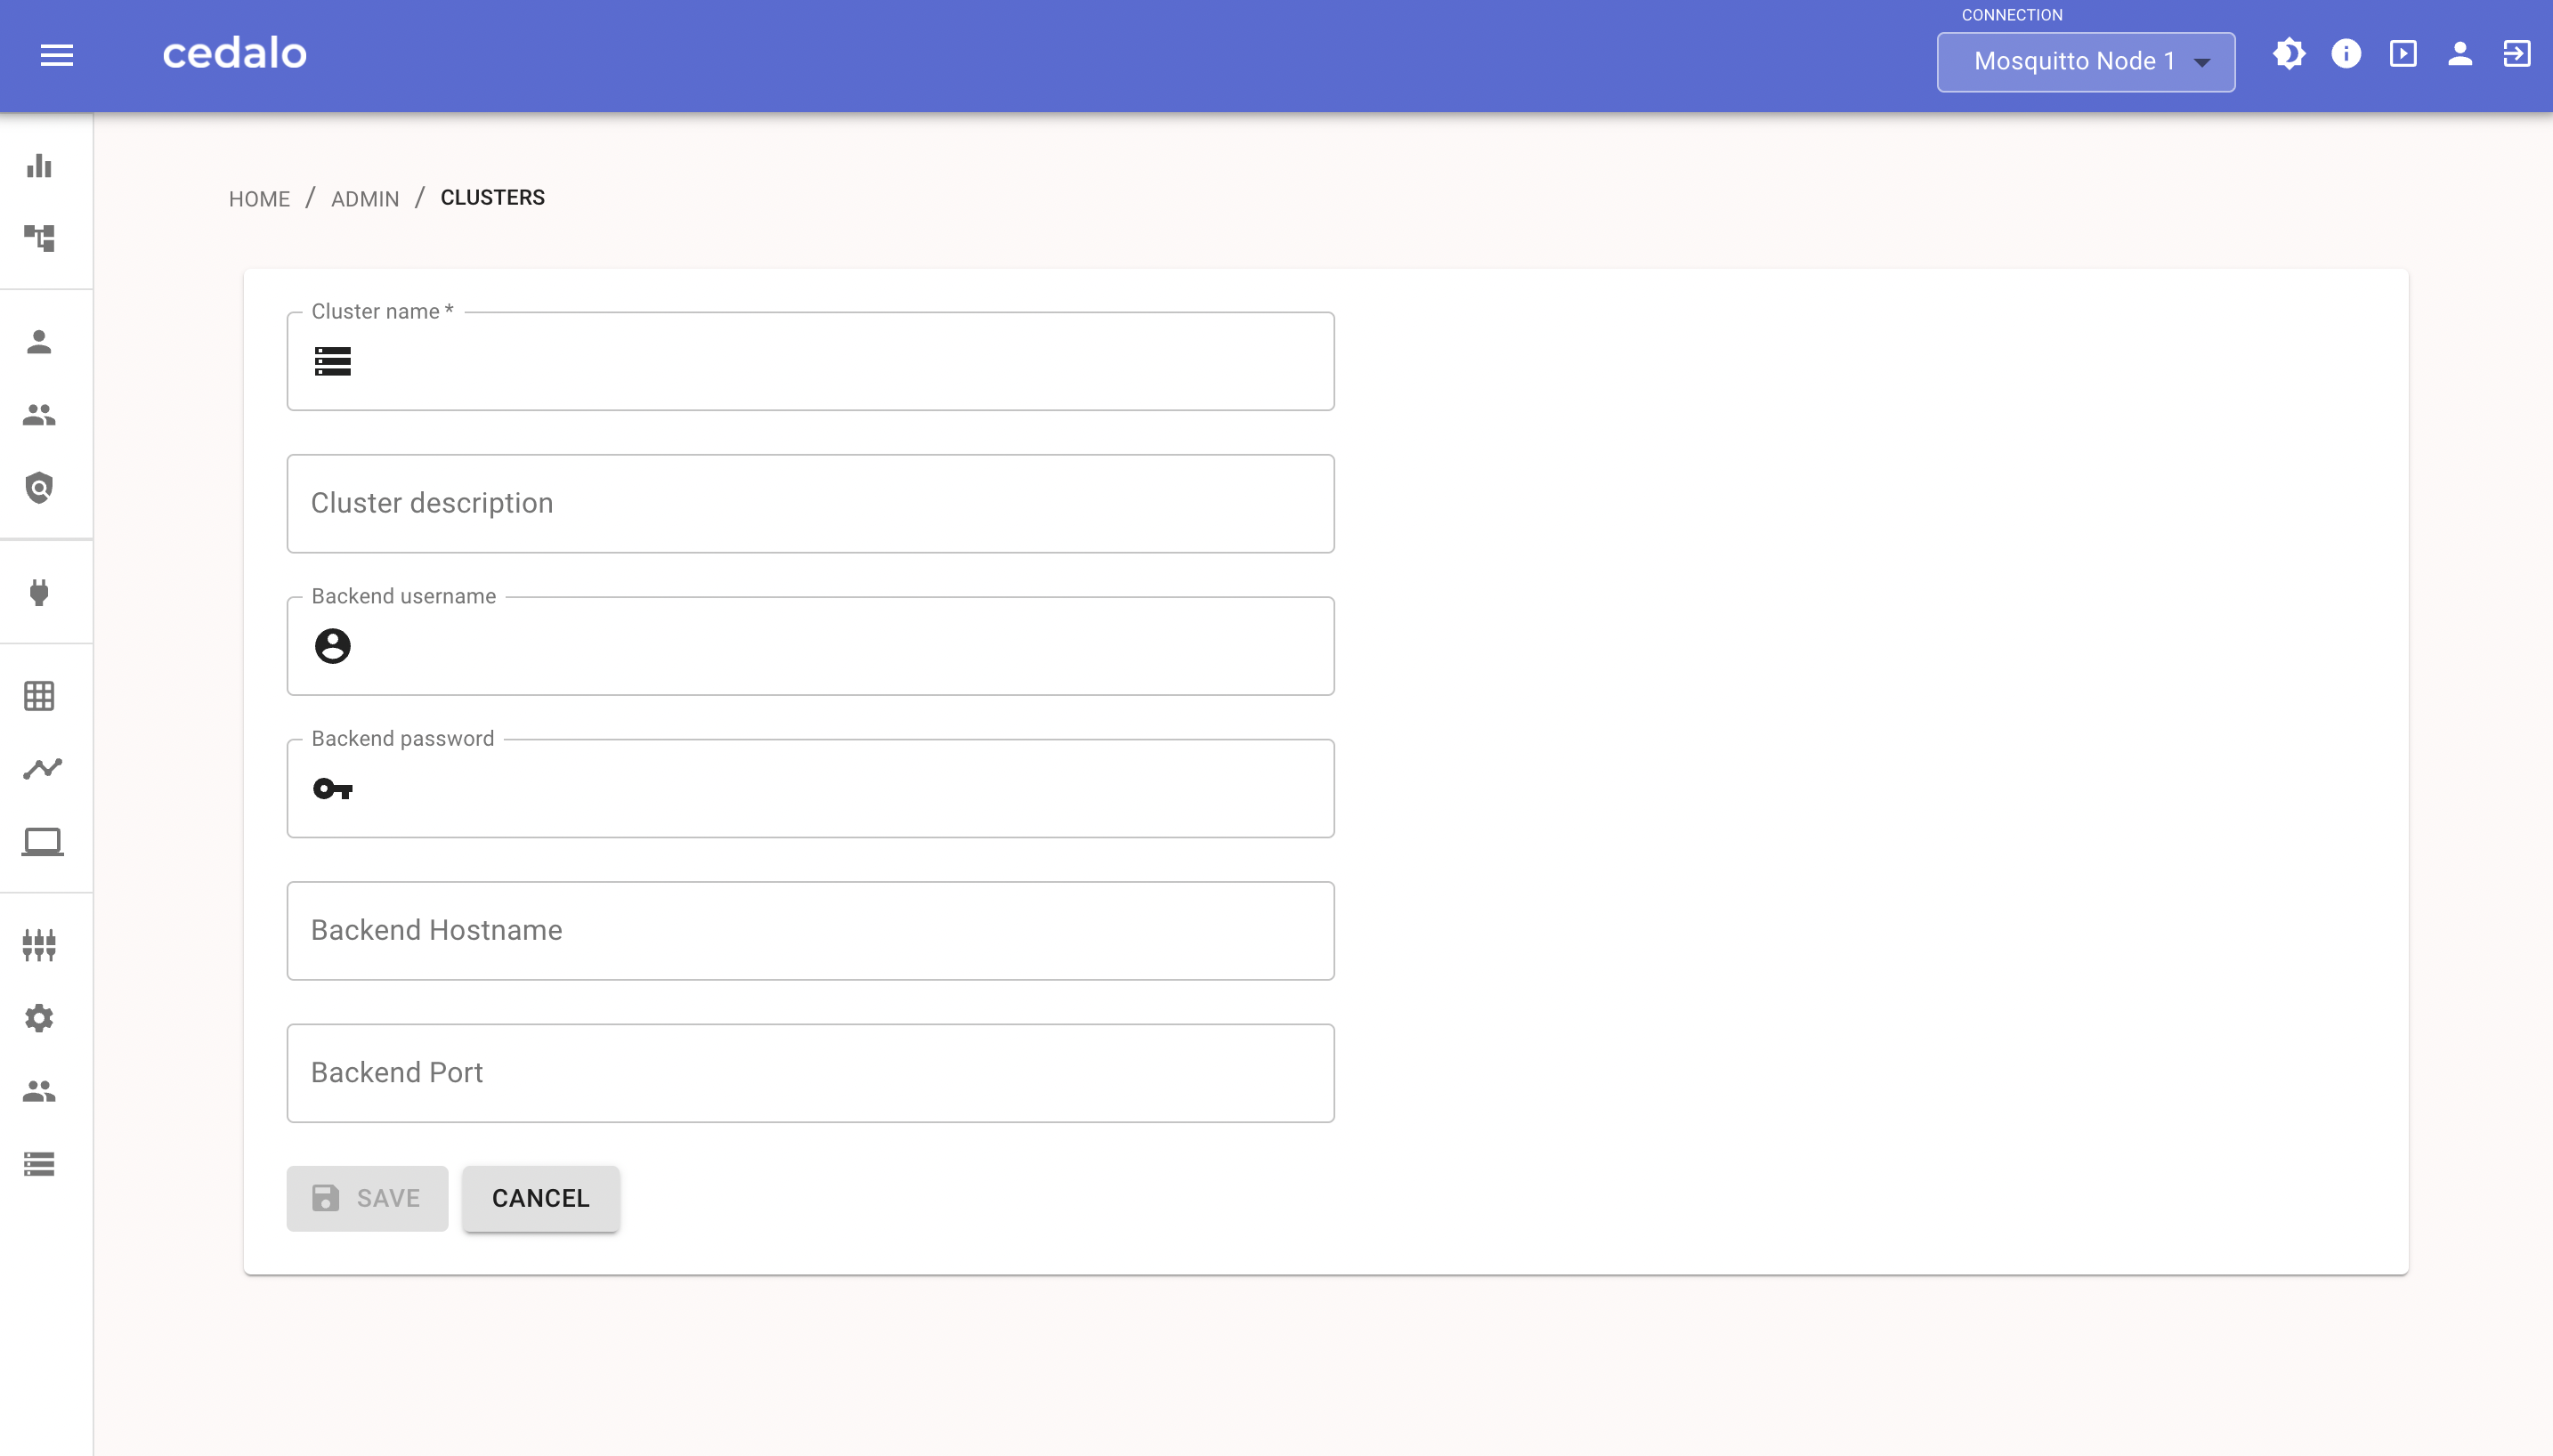 CONNECTION
cedalo
Mosquitto Node 1
HOME / ADMIN / CLUSTERS
Cluster name *
Cluster description
Backend username
Backend password
Backend Hostname
Backend Port
SAVE CANCEL